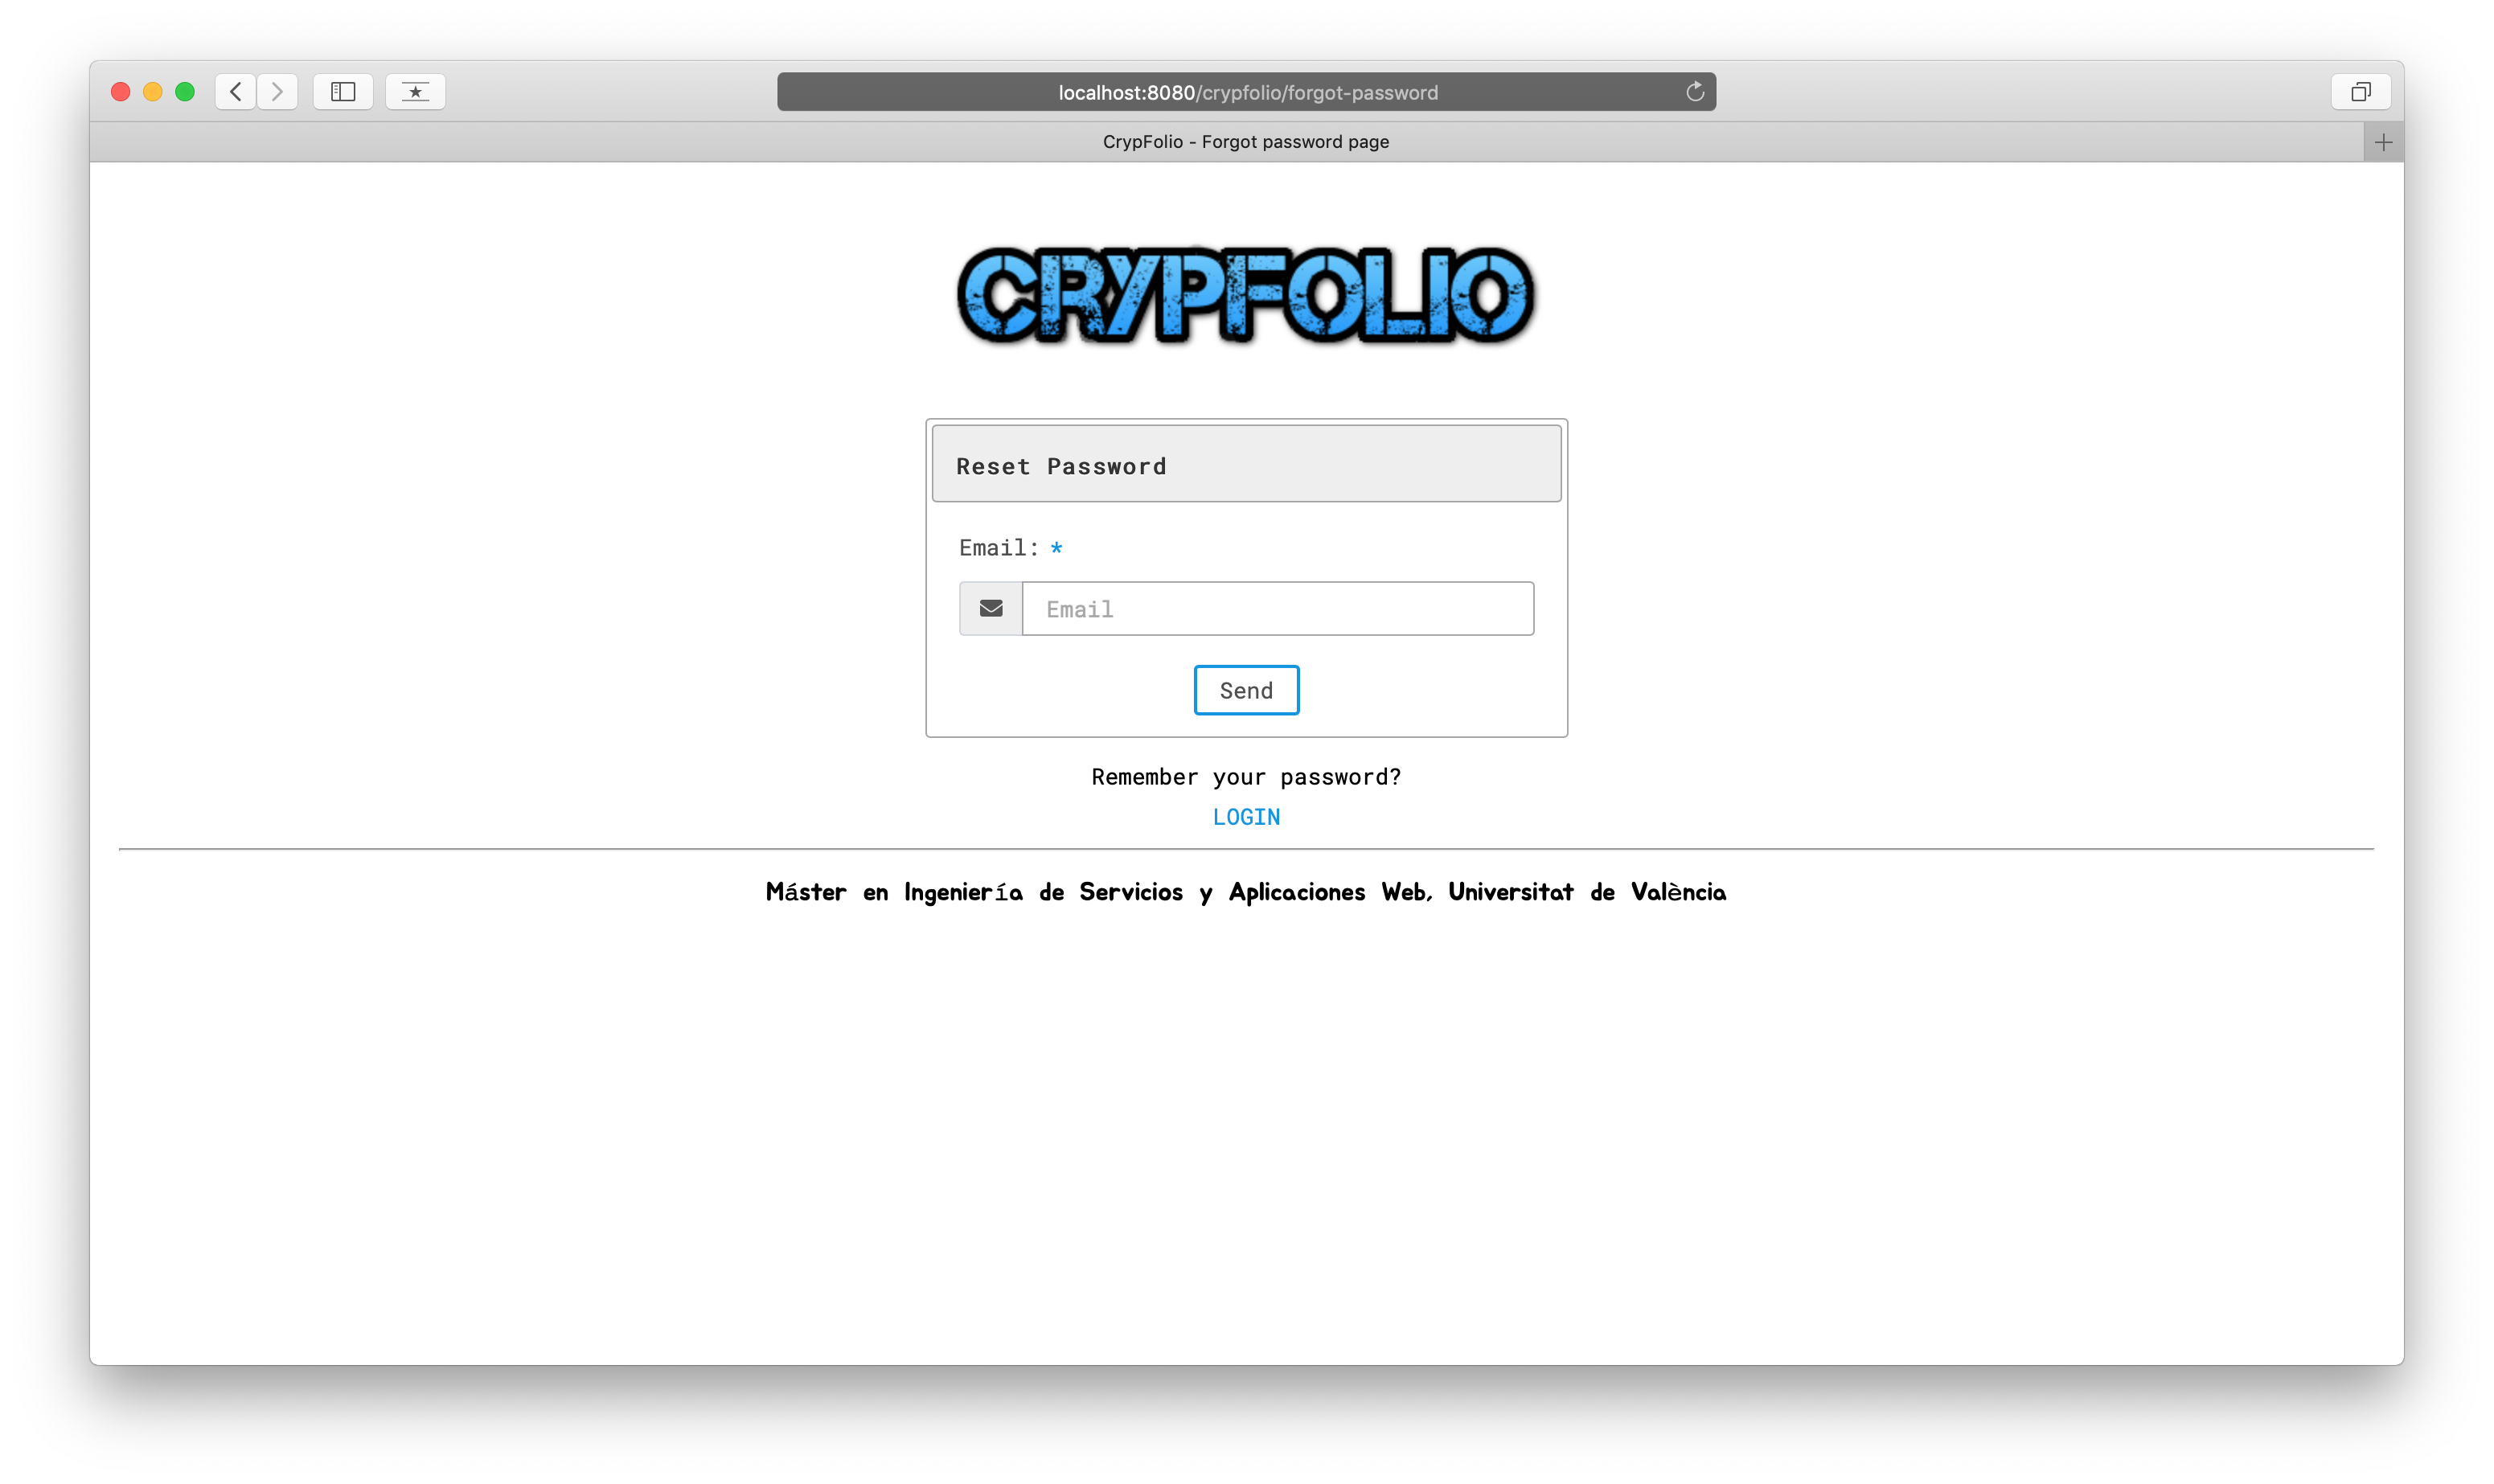 localhost:8080/crypfolio/forgot-password
CrypFolio - Forgot password page
CRYPFOLIO
Reset Password
Email: *
Email
Send
Remember your password?
LOGIN
Máster en Ingeniería de Servicios y Aplicaciones Web, Universitat de València